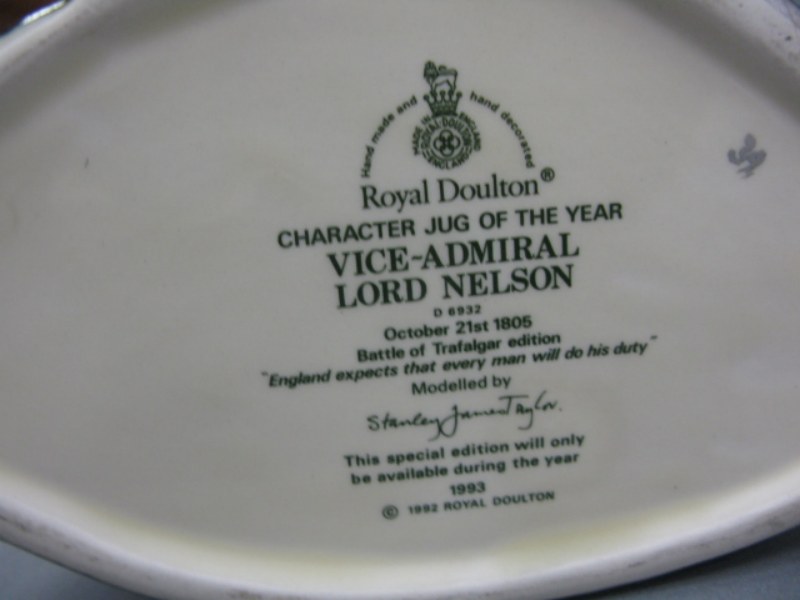 Hand made and hand decorated
MADE IN ENGLAND
ROYAL DOULTON
ENGLAND
Royal Doulton®
CHARACTER JUG OF THE YEAR
VICE-ADMIRAL
LORD NELSON
D 6932
October 21st 1805
Battle of Trafalgar edition
"England expects that every man will do his duty"
Modelled by
Stanley James Taylor.
This special edition will only
be available during the year
1993
© 1992 ROYAL DOULTON